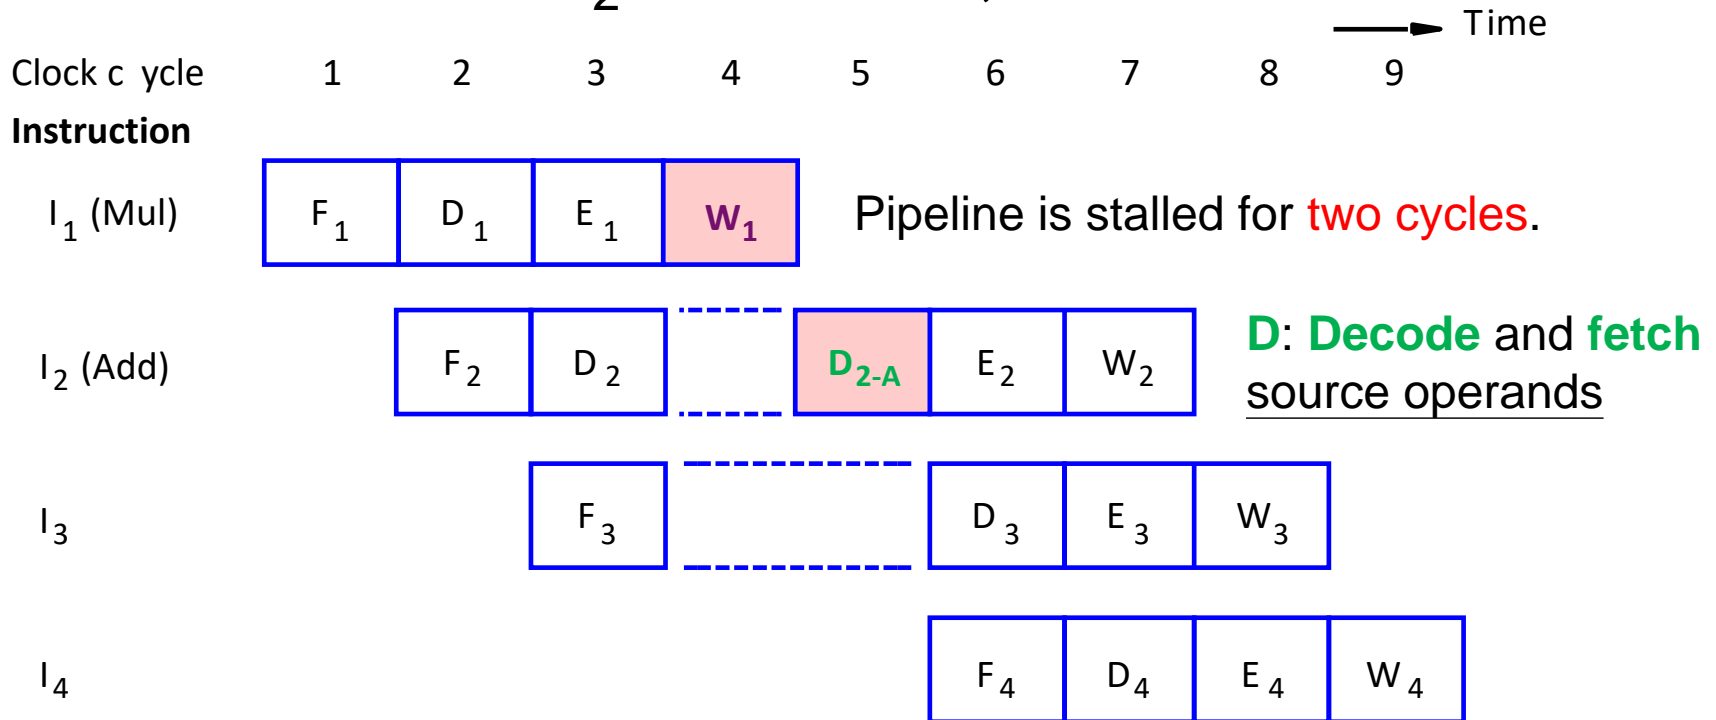 2
Time
Clock c ycle 1 2 3 4 5 6 7 8 9
Instruction
I1 (Mul) F1 D1 E1 W1 Pipeline is stalled for two cycles.
I2 (Add) F2 D2 D2-A E2 W2
D: Decode and fetch
source operands
I3 F3 D3 E3 W3
I4 F4 D4 E4 W4